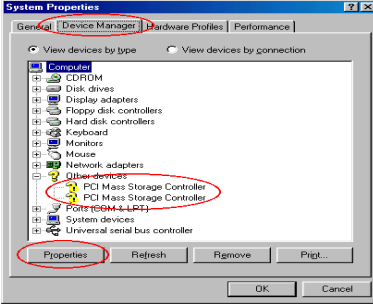 System Properties
General Device Manager Hardware Profiles Performance
View devices by type View devices by connection
Computer
CDROM
Disk drives
Display adapters
Floppy disk controllers
Hard disk controllers
Keyboard
Monitors
Mouse
Network adapters
Other devices
PCI Mass Storage Controller
PCI Mass Storage Controller
Ports (COM & LPT)
System devices
Universal serial bus controller
Properties Refresh Remove Print...
OK Cancel